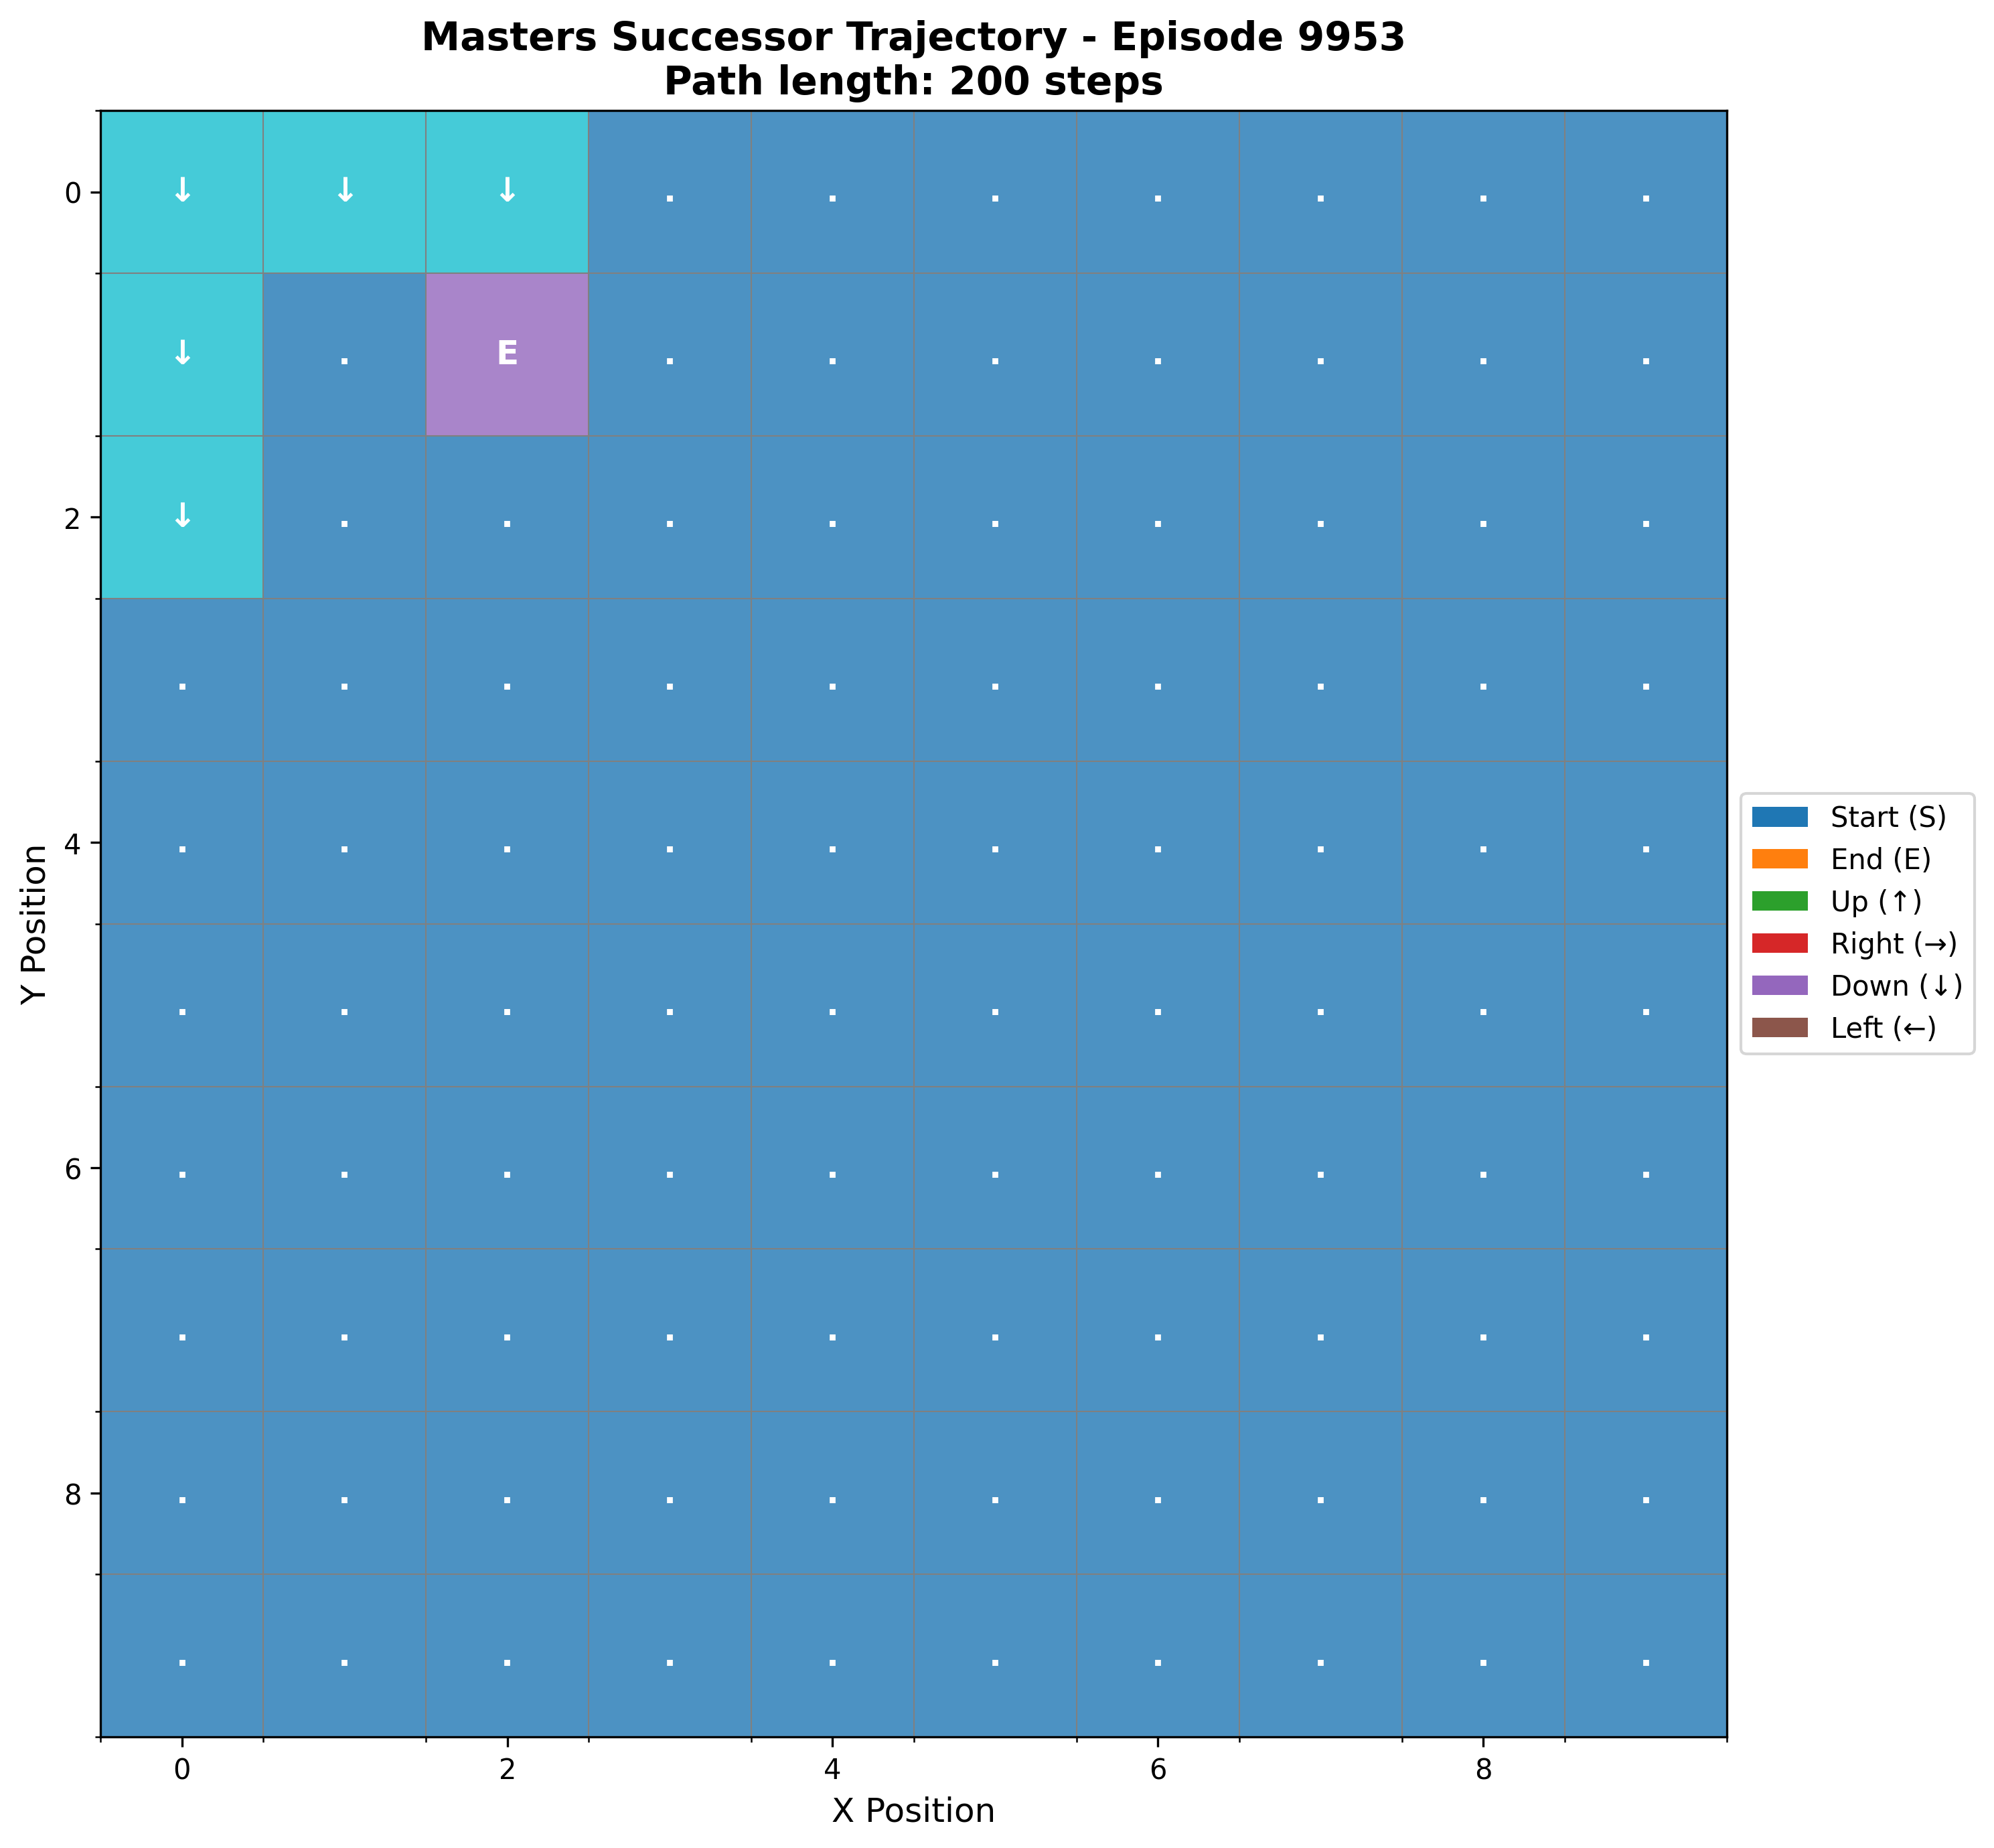 Masters Successor Trajectory - Episode 9953
Path length: 200 steps
0 ↓ ↓ ↓ . . . . . . .
↓ . E . . . . . . .
2 ↓ . . . . . . . . .
. . . . . . . . . .
4 . . . . . . . . . .
. . . . . . . . . .
6 . . . . . . . . . .
. . . . . . . . . .
8 . . . . . . . . . .
. . . . . . . . . .
0 2 4 6 8
X Position
Y Position
Start (S)
End (E)
Up (↑)
Right (→)
Down (↓)
Left (←)